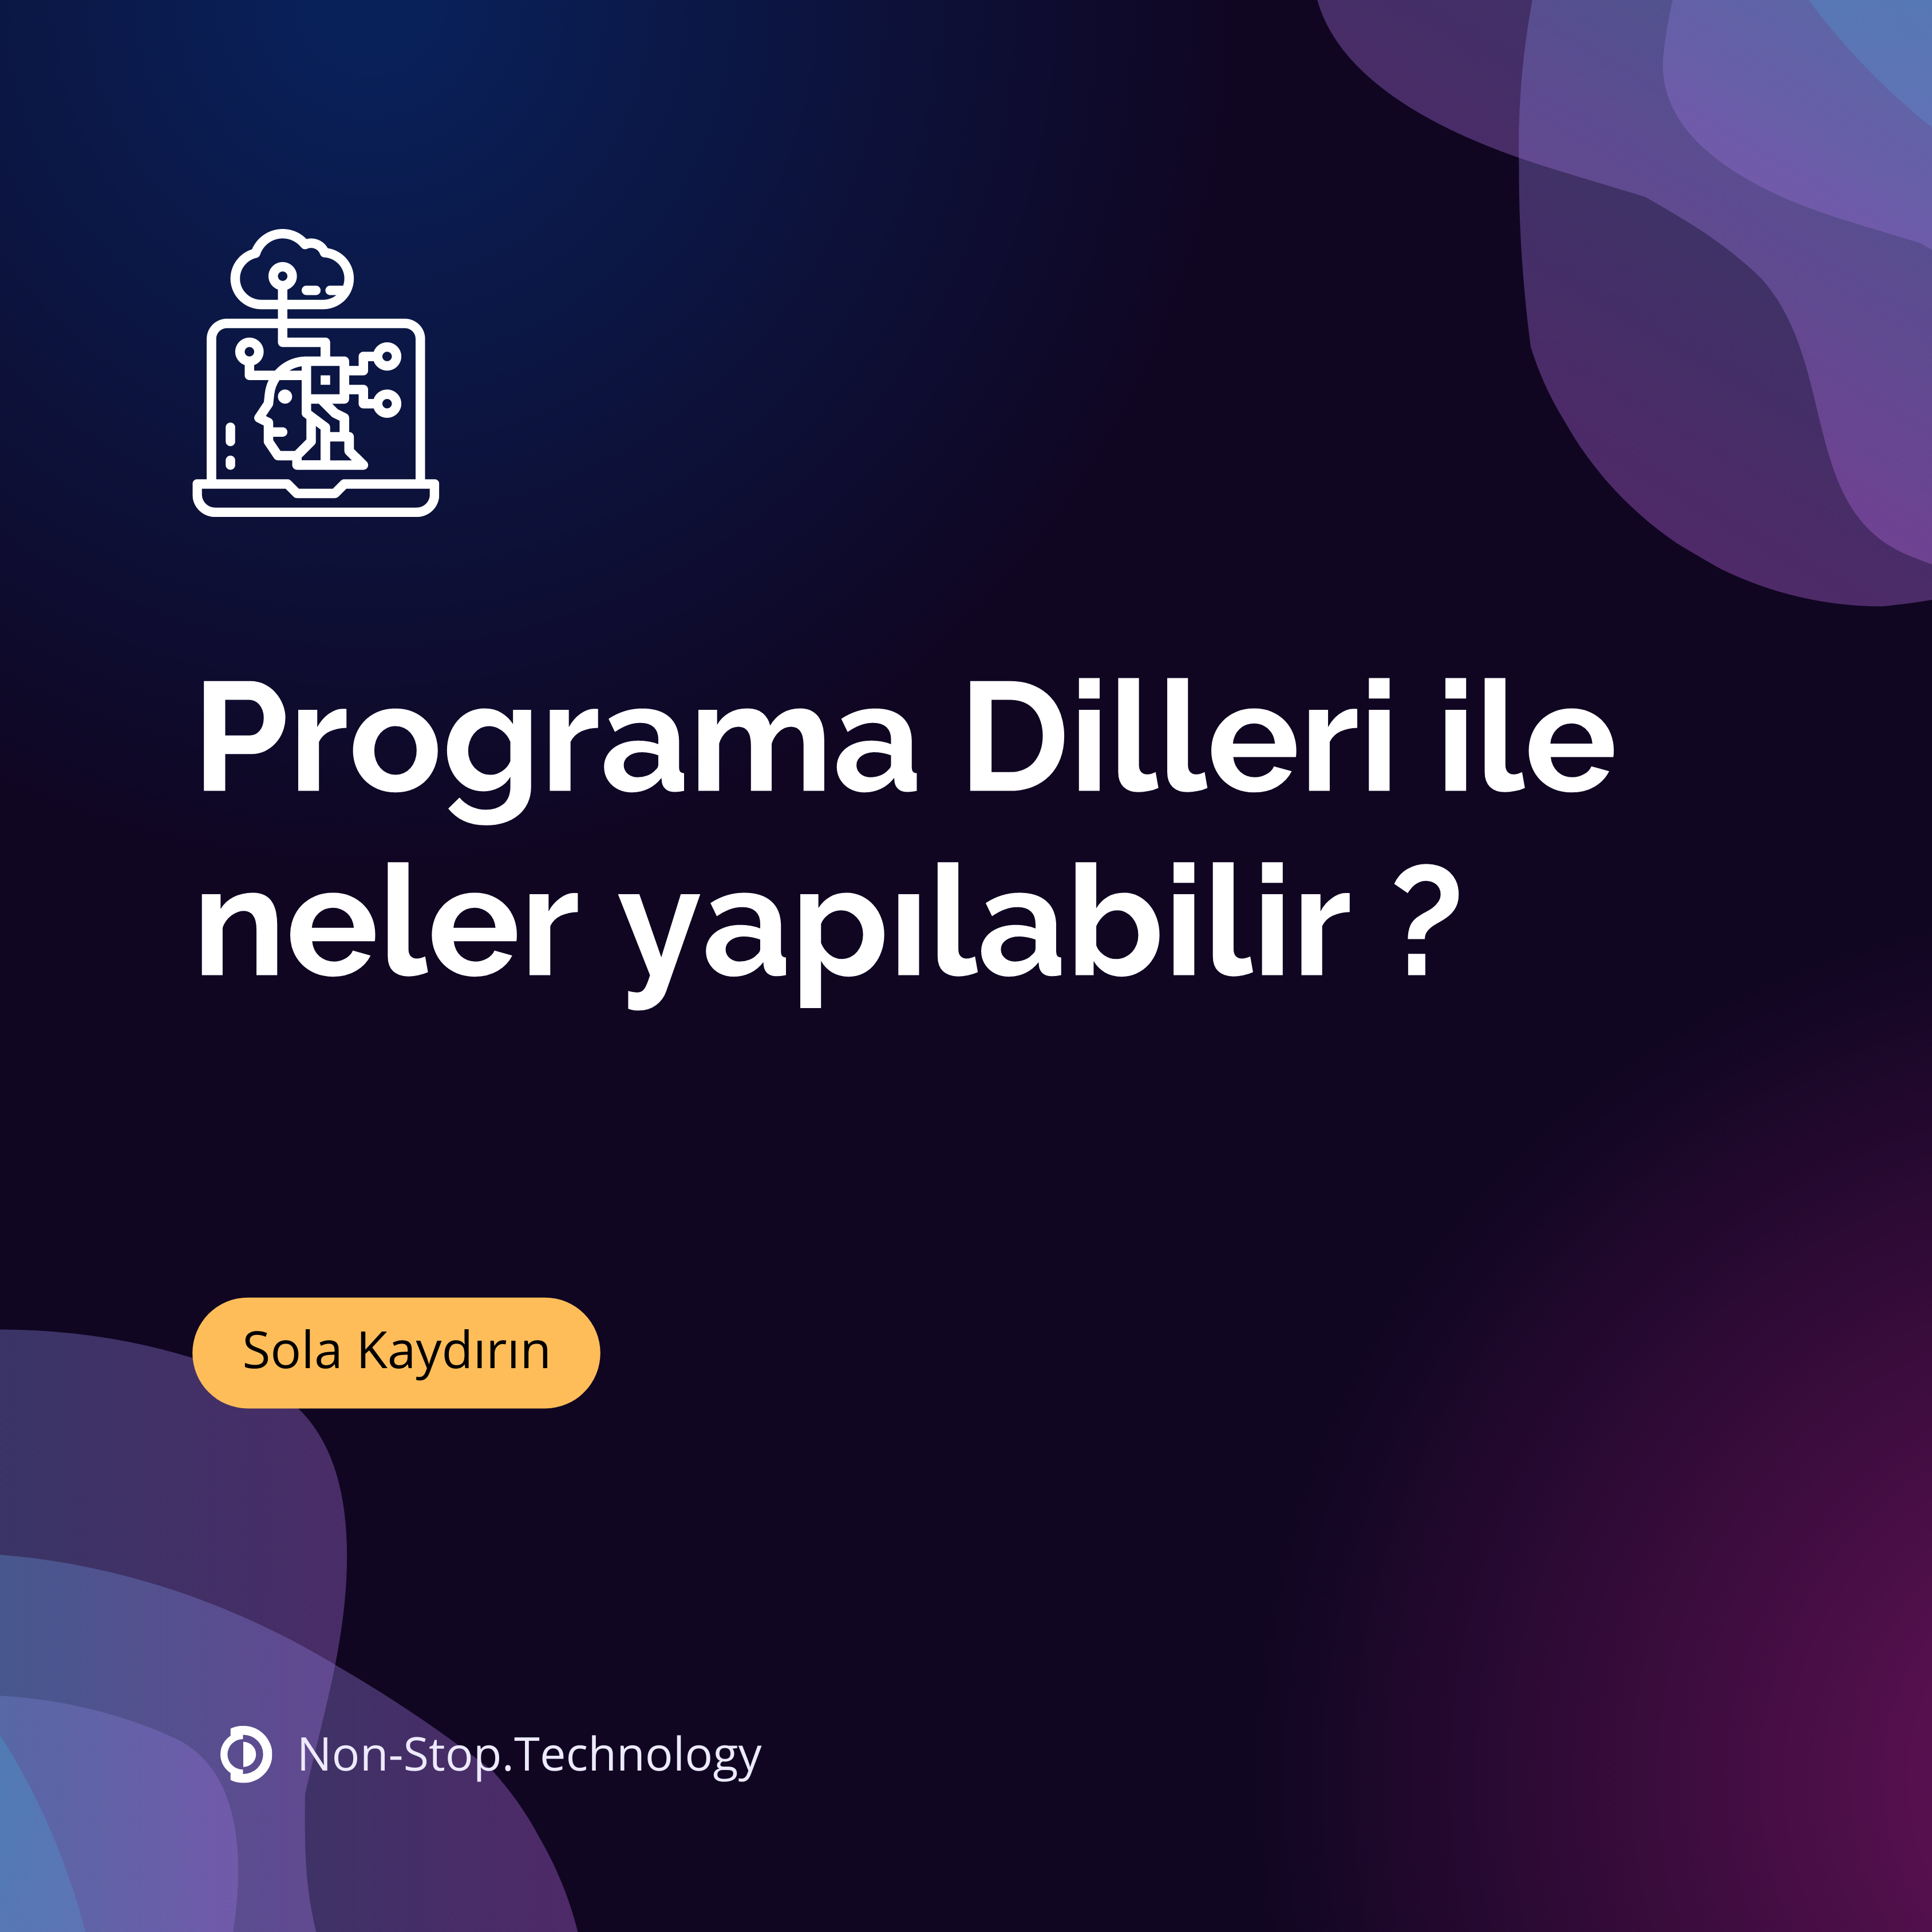 Programa Dilleri ile
neler yapılabilir ?
Sola Kaydırın
Non-Stop.Technology